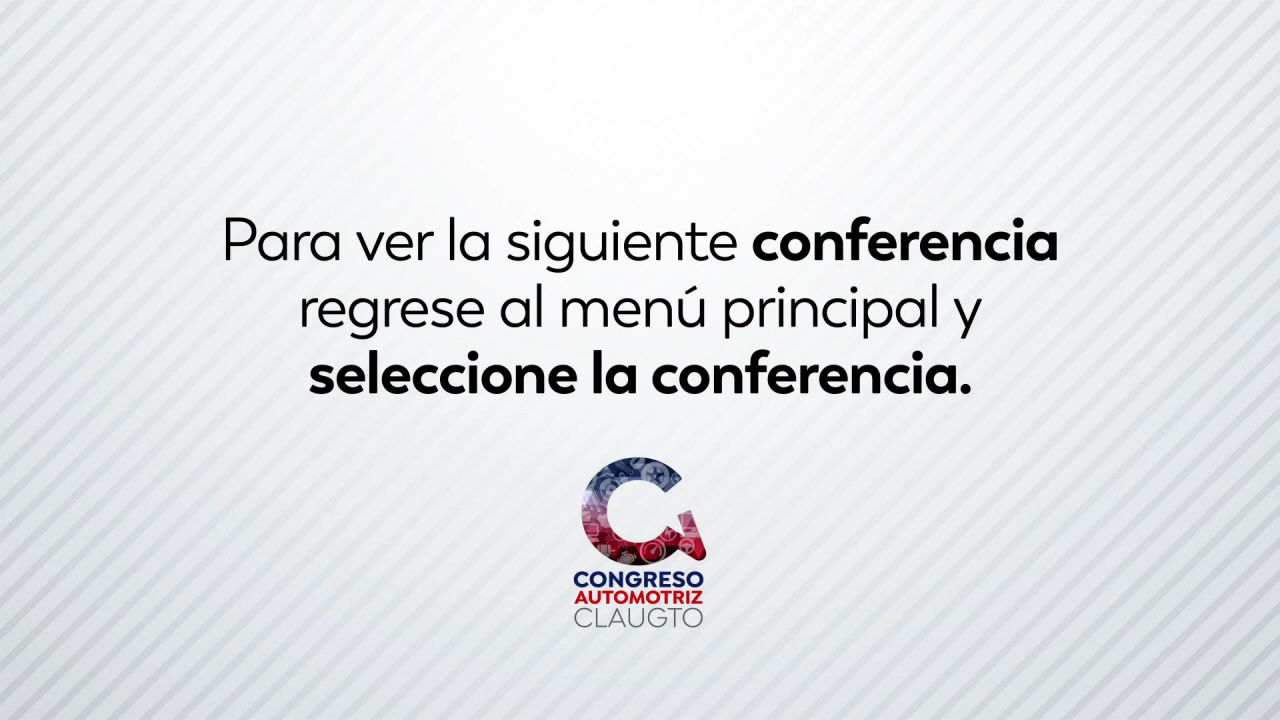 Para ver la siguiente conferencia
regrese al menú principal y
seleccione la conferencia.
CONGRESO
AUTOMOTRIZ
CLAUGTO